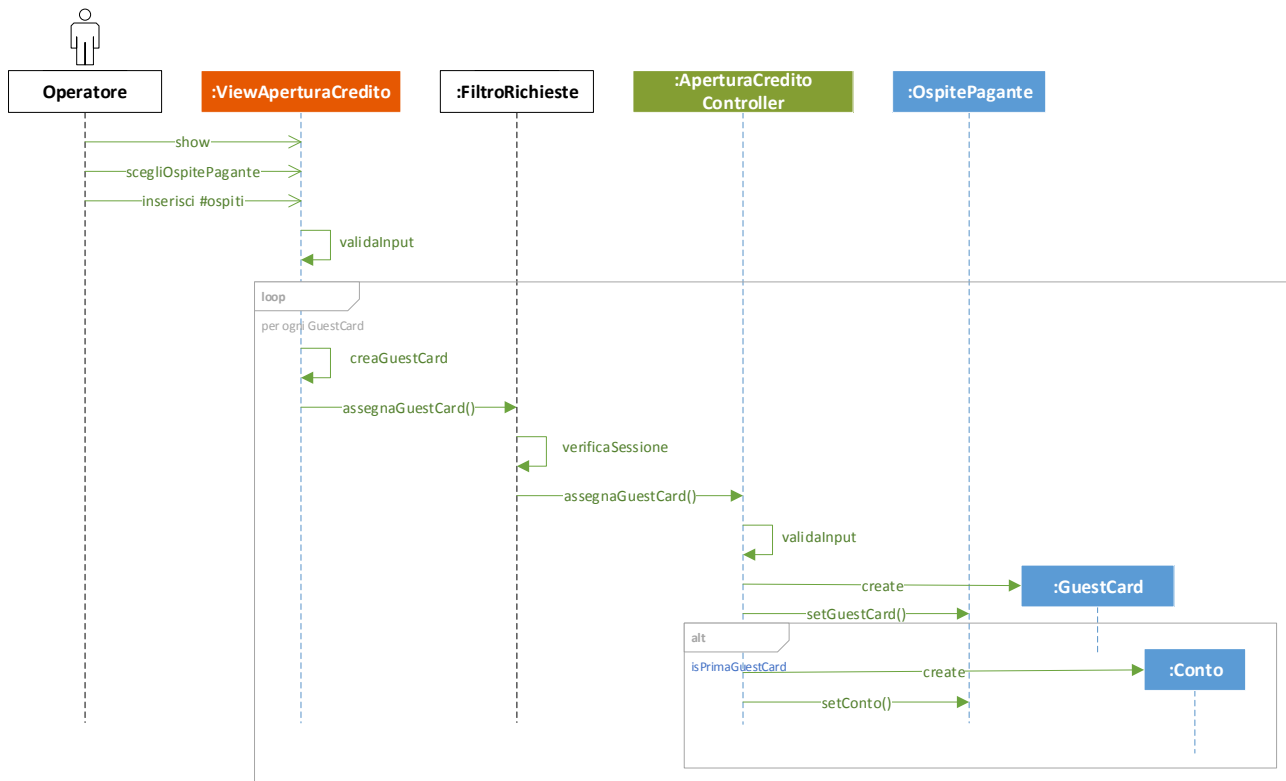 Operatore
:ViewAperturaCredito
:FiltroRichieste
:AperturaCredito
Controller
:OspitePagante
show
scegliOspitePagante
inserisci #ospiti
validaInput
loop
per ogni GuestCard
creaGuestCard
assegnaGuestCard()
verificaSessione
assegnaGuestCard()
validaInput
create
:GuestCard
setGuestCard()
alt
isPrimaGuestCard
create
:Conto
setConto()